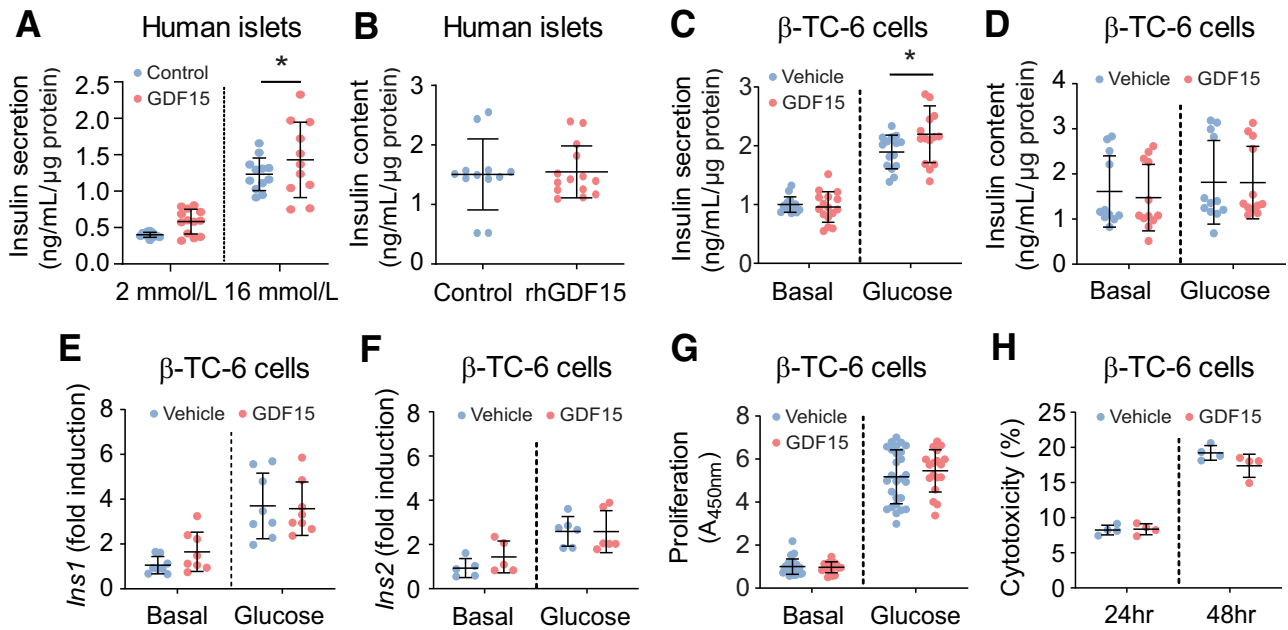 A
Human islets
Control
GDF15
*
Insulin secretion
(ng/mL/μg protein)
2.5
2.0
1.5
1.0
0.5
0.0
2 mmol/L 16 mmol/L
B
Human islets
Insulin content
(ng/mL/μg protein)
3
2
1
0
Control rhGDF15
C
β-TC-6 cells
Vehicle
GDF15
*
Insulin secretion
(ng/mL/μg protein)
3
2
1
0
Basal Glucose
D
β-TC-6 cells
Insulin content
(ng/mL/μg protein)
4
3
2
1
0
Basal Glucose
E
β-TC-6 cells
Vehicle GDF15
Ins1 (fold induction)
8
6
4
2
0
Basal Glucose
F
β-TC-6 cells
Vehicle GDF15
Ins2 (fold induction)
8
6
4
2
0
Basal Glucose
G
β-TC-6 cells
Vehicle
GDF15
Proliferation
(A450nm)
8
6
4
2
0
Basal Glucose
H
β-TC-6 cells
Vehicle GDF15
Cytotoxicity (%)
25
20
15
10
5
0
24hr 48hr